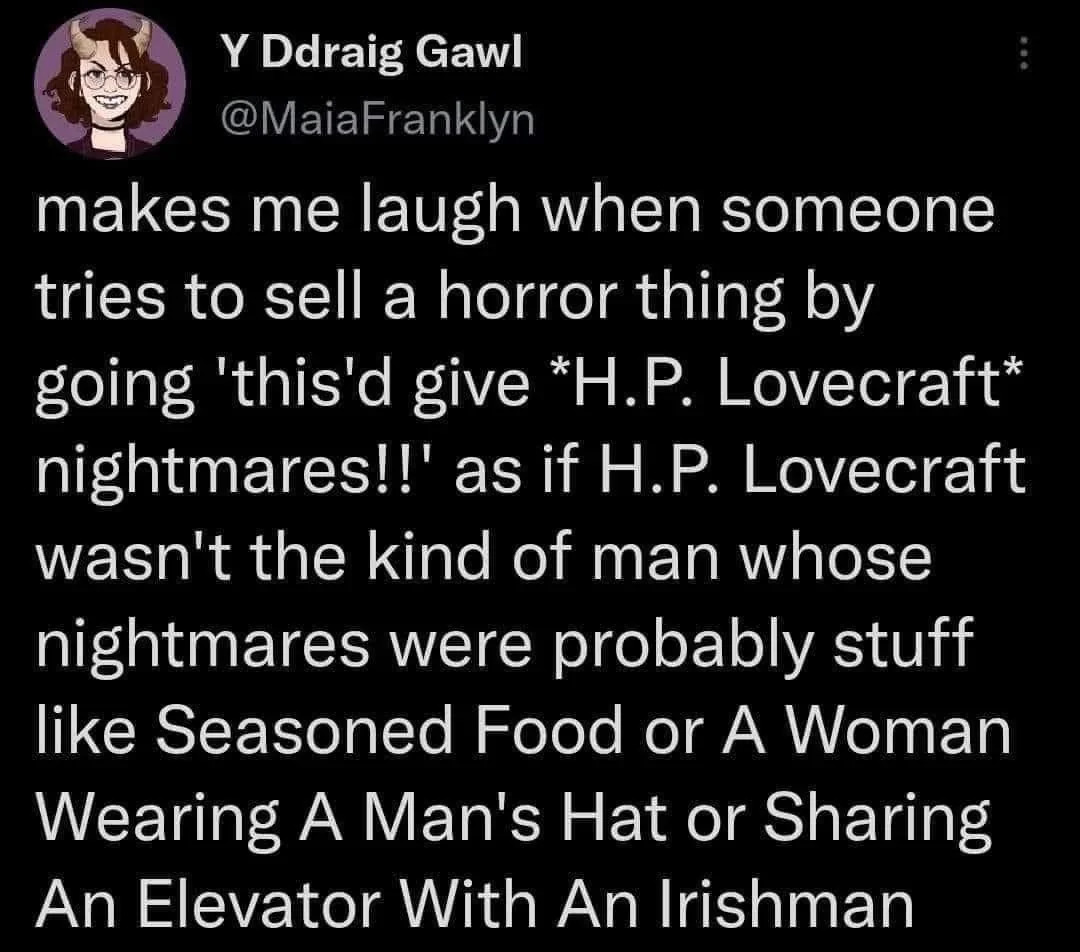 Y Ddraig Gawl
@MaiaFranklyn
makes me laugh when someone
tries to sell a horror thing by
going 'this'd give *H.P. Lovecraft*
nightmares!!' as if H.P. Lovecraft
wasn't the kind of man whose
nightmares were probably stuff
like Seasoned Food or A Woman
Wearing A Man's Hat or Sharing
An Elevator With An Irishman